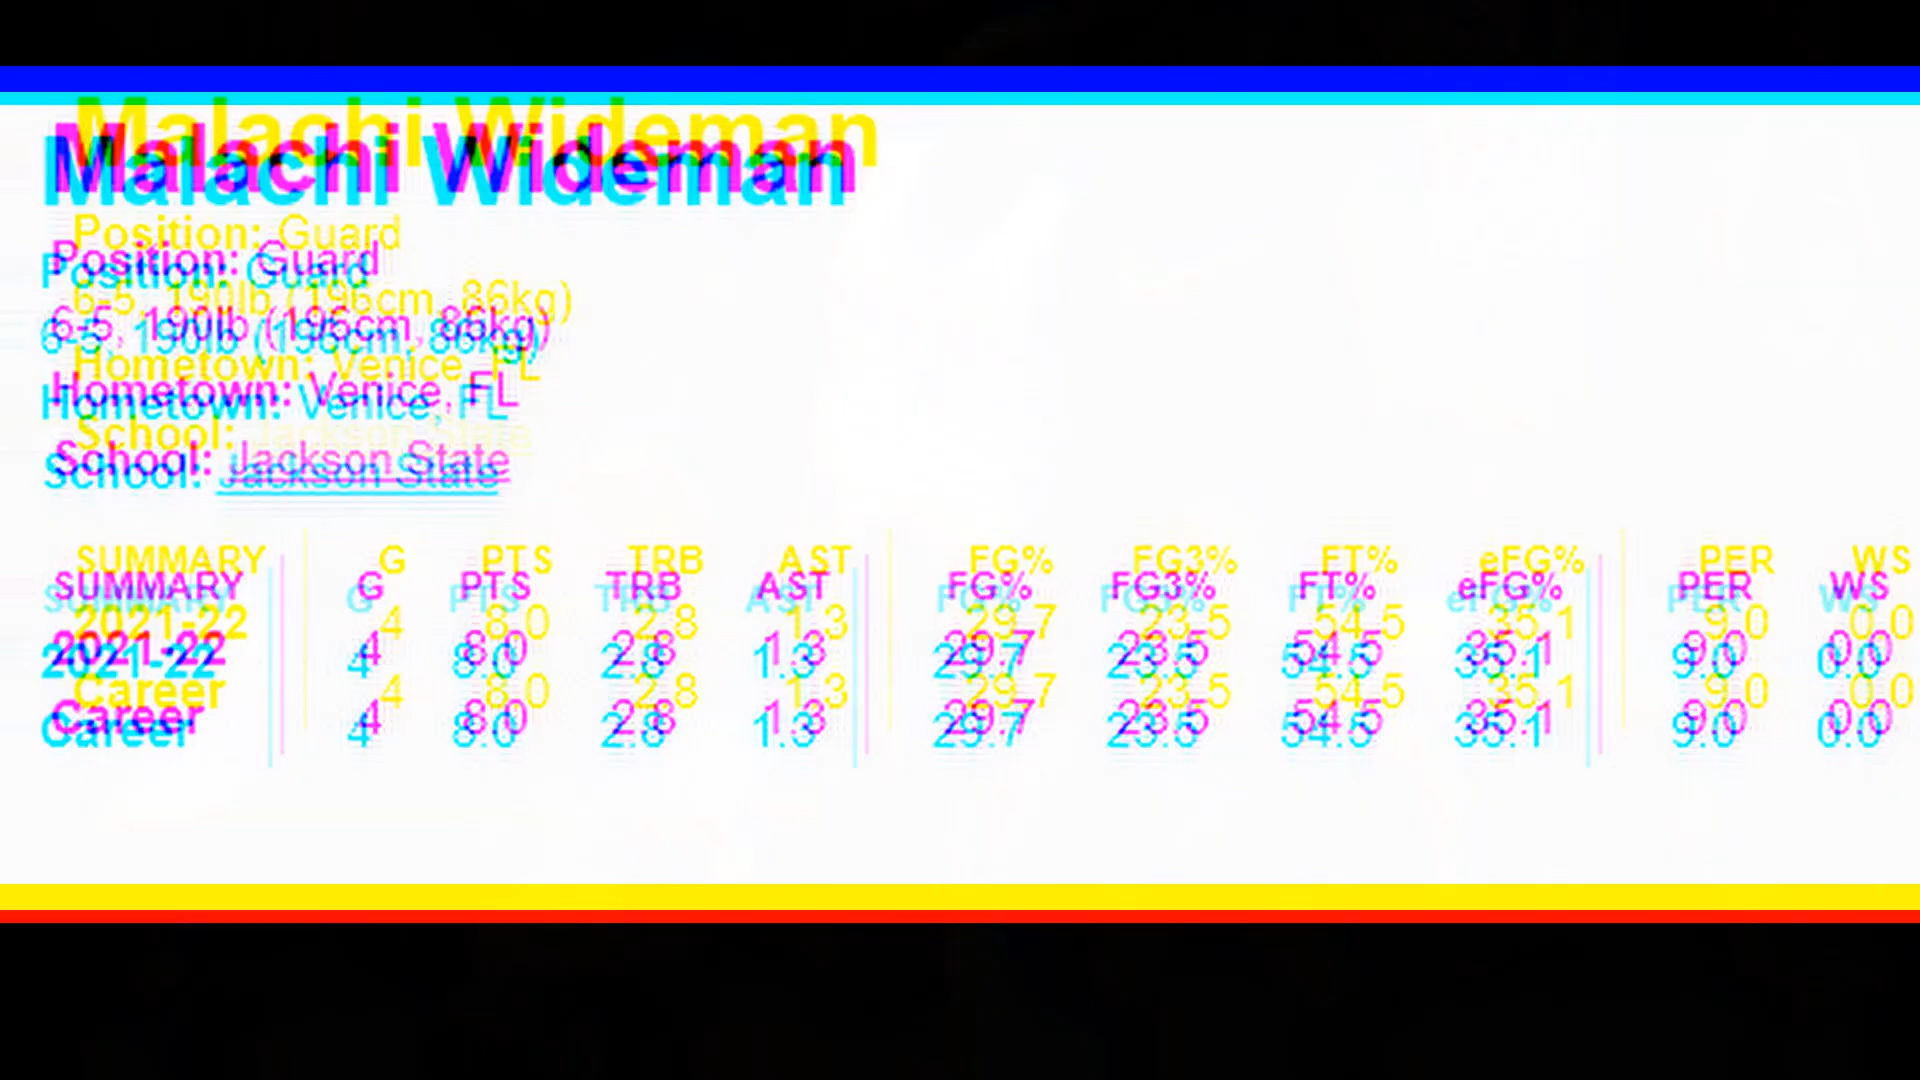 Malachi Wideman
Position: Guard
6-5, 190lb (196cm, 86kg)
Hometown: Venice, FL
School: Jackson State
SUMMARY G PTS TRB AST FG% FG3% FT% eFG% PER WS
2021-22 4 8.0 2.8 1.3 29.7 23.5 54.5 35.1 9.0 0.0
Career 4 8.0 2.8 1.3 29.7 23.5 54.5 35.1 9.0 0.0